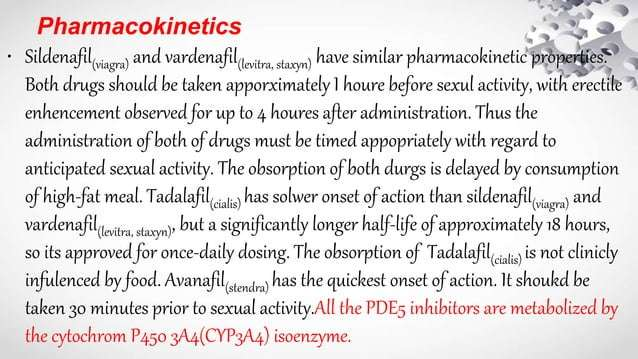 Pharmacokinetics
• Sildenafil(viagra) and vardenafil(levitra, staxyn) have similar pharmacokinetic properties.
Both drugs should be taken apporximately 1 houre before sexul activity, with erectile
enhencement observed for up to 4 houres after administration. Thus the
administration of both of drugs must be timed appopriately with regard to
anticipated sexual activity. The obsorption of both durgs is delayed by consumption
of high-fat meal. Tadalafil(cialis) has solwer onset of action than sildenafil(viagra) and
vardenafil(levitra, staxyn), but a significantly longer half-life of approximately 18 hours,
so its approved for once-daily dosing. The obsorption of Tadalafil(cialis) is not clinicly
infulenced by food. Avanafil(stendra) has the quickest onset of action. It shoukd be
taken 30 minutes prior to sexual activity.All the PDE5 inhibitors are metabolized by
the cytochrom P450 3A4(CYP3A4) isoenzyme.